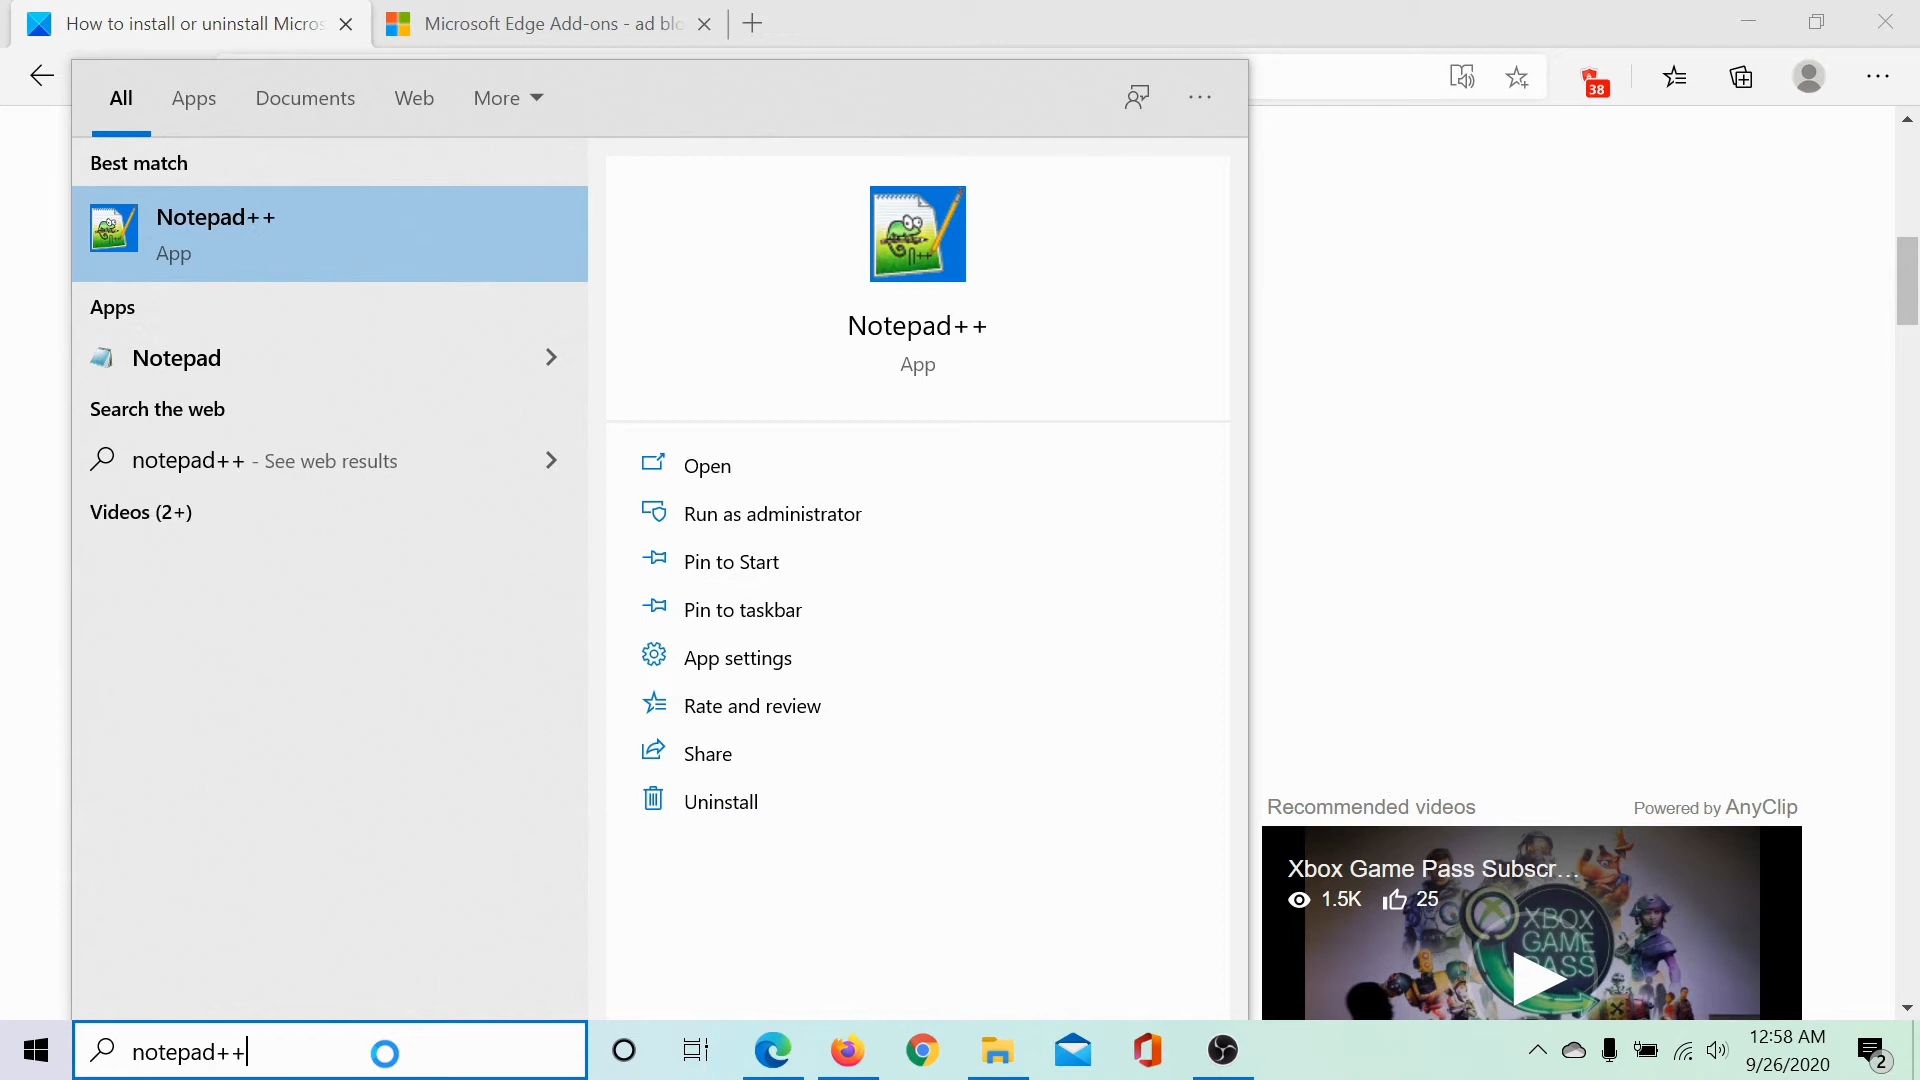 How to install or uninstall Micros
Microsoft Edge Add-ons - ad blo
38
All
Apps
Documents
Web
More
Best match
Notepad++
App
Apps
Notepad
Search the web
notepad++ - See web results
Videos (2+)
Notepad++
App
Open
Run as administrator
Pin to Start
Pin to taskbar
App settings
Rate and review
Share
Uninstall
Recommended videos
Powered by AnyClip
Xbox Game Pass Subscr...
1.5K
25
XBOX
GAME
PASS
notepad++
12:58 AM
9/26/2020
2